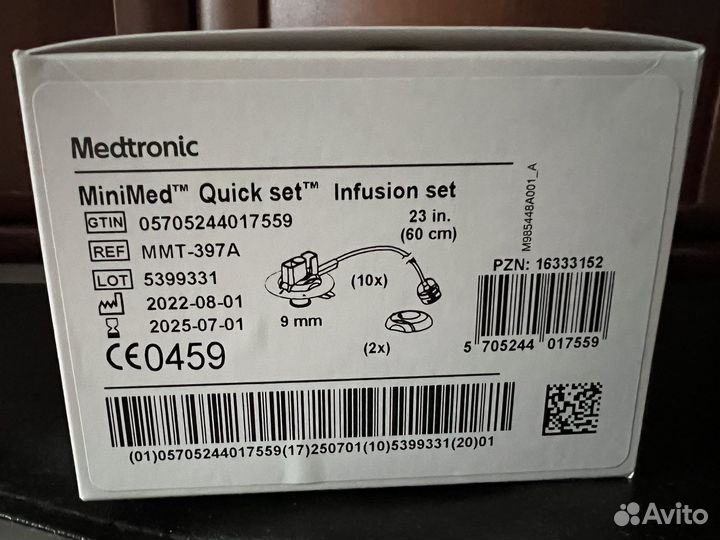 Medtronic
MiniMed™ Quick set™ Infusion set
GTIN 05705244017559
REF MMT-397A
LOT 5399331
2022-08-01
2025-07-01
CE0459
23 in.
(60 cm)
(10x)
9 mm
(2x)
M985448A001_A
PZN: 16333152
5 705244 017559
(01)05705244017559(17)250701(10)5399331(20)01
Avito